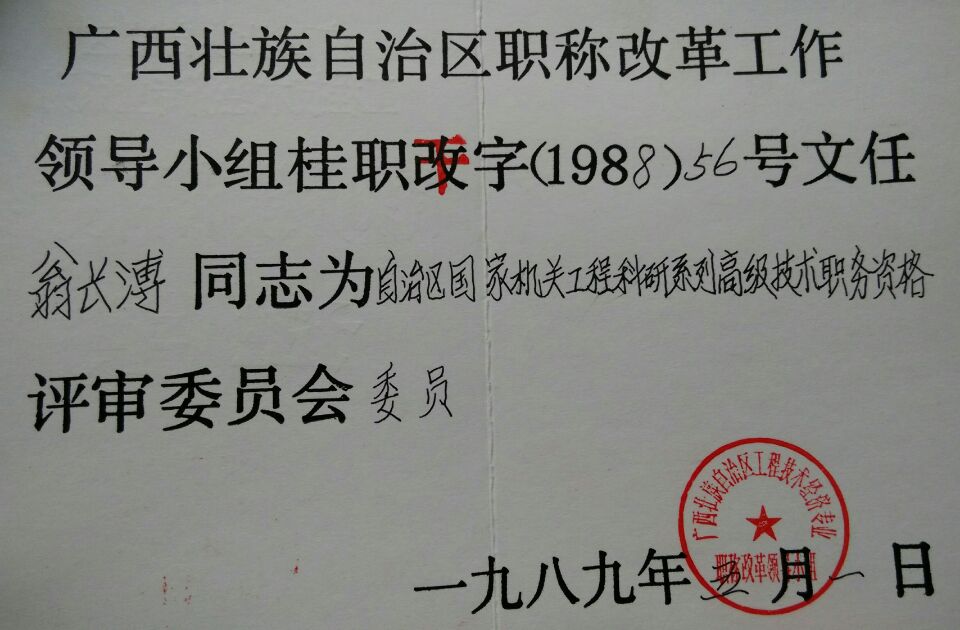 广西壮族自治区职称改革工作
领导小组桂职改字(1988)56号文任
翁长溥同志为自治区国家机关工程科研系列高级技术职务资格
评审委员会委员
广西壮族自治区工程技术经济专业
职称改革领导小组
一九八九年五月一日